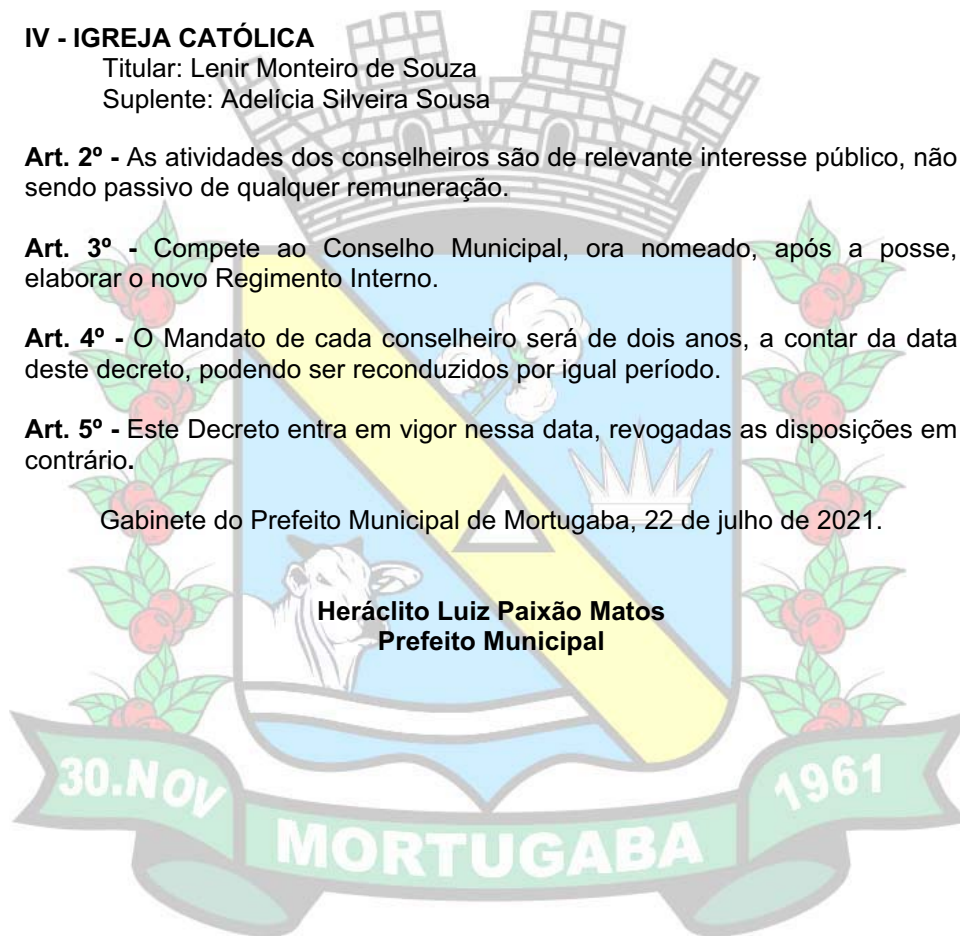 IV - IGREJA CATÓLICA
Titular: Lenir Monteiro de Souza
Suplente: Adelícia Silveira Sousa
Art. 2º - As atividades dos conselheiros são de relevante interesse público, não
sendo passivo de qualquer remuneração.
Art. 3º - Compete ao Conselho Municipal, ora nomeado, após a posse,
elaborar o novo Regimento Interno.
Art. 4º - O Mandato de cada conselheiro será de dois anos, a contar da data
deste decreto, podendo ser reconduzidos por igual período.
Art. 5º - Este Decreto entra em vigor nessa data, revogadas as disposições em
contrário.
Gabinete do Prefeito Municipal de Mortugaba, 22 de julho de 2021.
Heráclito Luiz Paixão Matos
Prefeito Municipal
30.NOV
1961
MORTUGABA